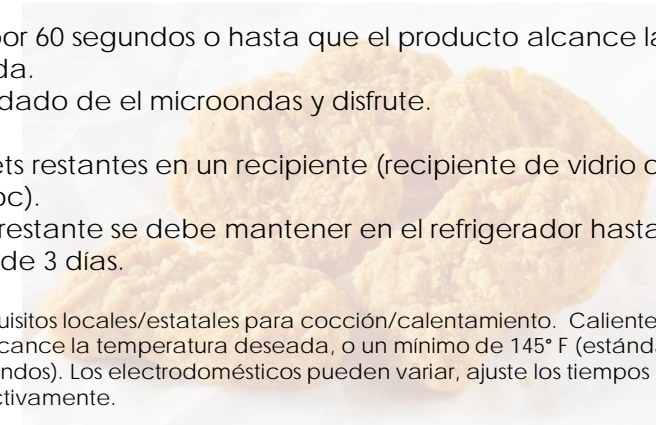 por 60 segundos o hasta que el producto alcance la
da.
dado de el microondas y disfrute.
ets restantes en un recipiente (recipiente de vidrio o
oc).
restante se debe mantener en el refrigerador hasta
de 3 días.
uisitos locales/estatales para cocción/calentamiento. Caliente
cance la temperatura deseada, o un mínimo de 145° F (estánda
ndos). Los electrodomésticos pueden variar, ajuste los tiempos
ctivamente.